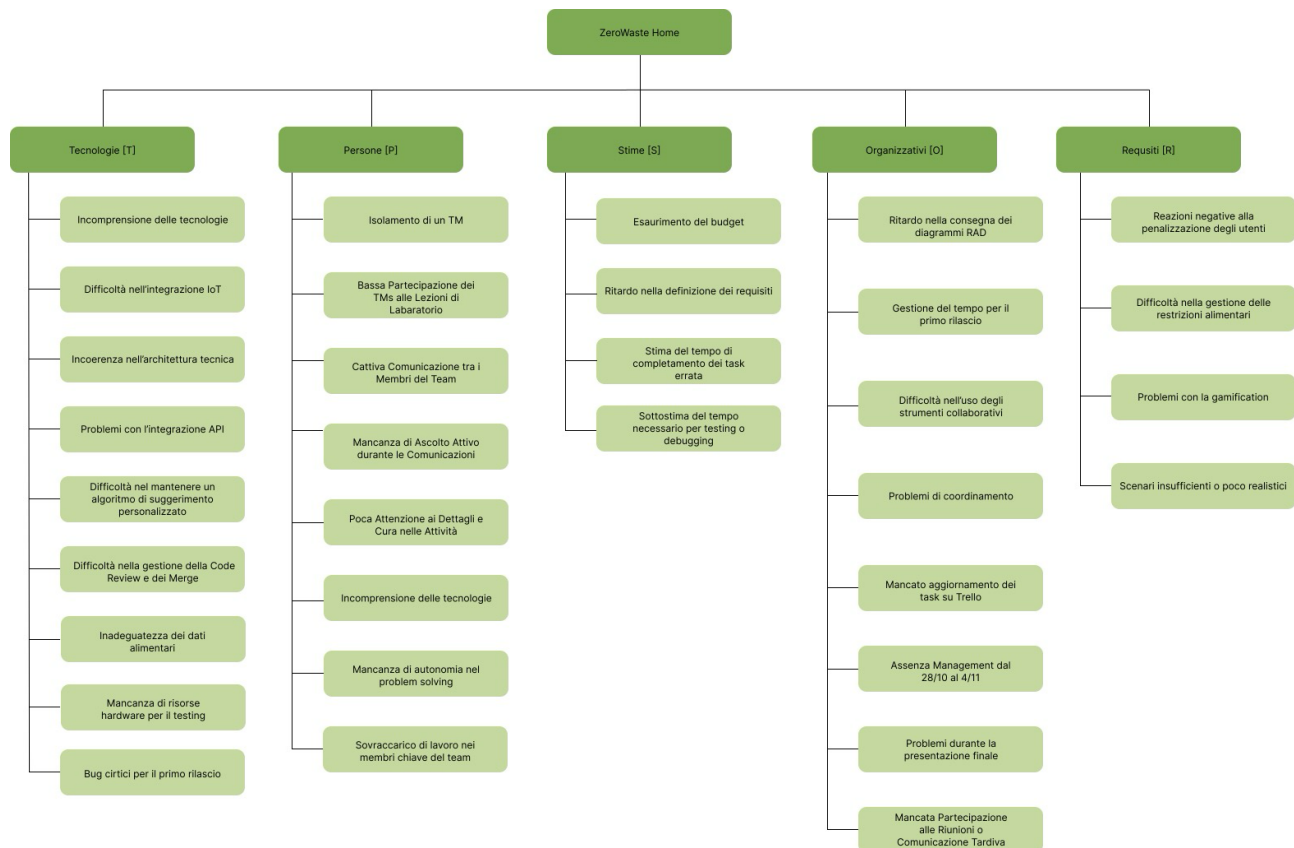 ZeroWaste Home
Tecnologie [T]
Incomprensione delle tecnologie
Difficoltà nell'integrazione IoT
Incoerenza nell'architettura tecnica
Problemi con l'integrazione API
Difficoltà nel mantenere un
algoritmo di suggerimento
personalizzato
Difficoltà nella gestione della Code
Review e dei Merge
Inadeguatezza dei dati
alimentari
Mancanza di risorse
hardware per il testing
Bug cirtici per il primo rilascio
Persone [P]
Isolamento di un TM
Bassa Partecipazione dei
TMs alle Lezioni di
Labaratorio
Cattiva Comunicazione tra i
Membri del Team
Mancanza di Ascolto Attivo
durante le Comunicazioni
Poca Attenzione ai Dettagli e
Cura nelle Attività
Incomprensione delle tecnologie
Mancanza di autonomia nel
problem solving
Sovraccarico di lavoro nei
membri chiave del team
Stime [S]
Esaurimento del budget
Ritardo nella definizione dei requisiti
Stima del tempo di
completamento dei task
errata
Sottostima del tempo
necessario per testing o
debugging
Organizzativi [O]
Ritardo nella consegna dei
diagrammi RAD
Gestione del tempo per il
primo rilascio
Difficoltà nell'uso degli
strumenti collaborativi
Problemi di coordinamento
Mancato aggiornamento dei
task su Trello
Assenza Management dal
28/10 al 4/11
Problemi durante la
presentazione finale
Mancata Partecipazione
alle Riunioni o
Comunicazione Tardiva
Requsiti [R]
Reazioni negative alla
penalizzazione degli utenti
Difficoltà nella gestione delle
restrizioni alimentari
Problemi con la gamification
Scenari insufficienti o poco realistici